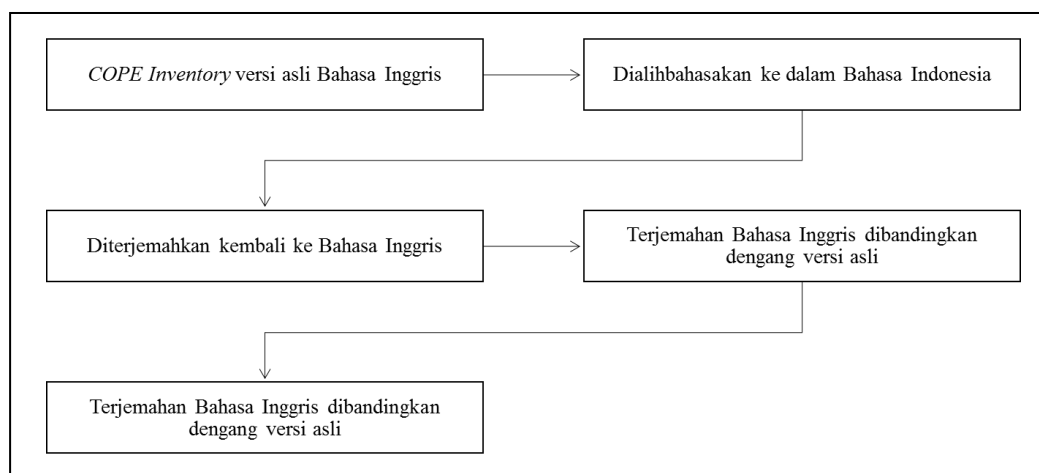 COPE Inventory versi asli Bahasa Inggris
Dialihbahasakan ke dalam Bahasa Indonesia
Diterjemahkan kembali ke Bahasa Inggris
Terjemahan Bahasa Inggris dibandingkan
dengang versi asli
Terjemahan Bahasa Inggris dibandingkan
dengang versi asli